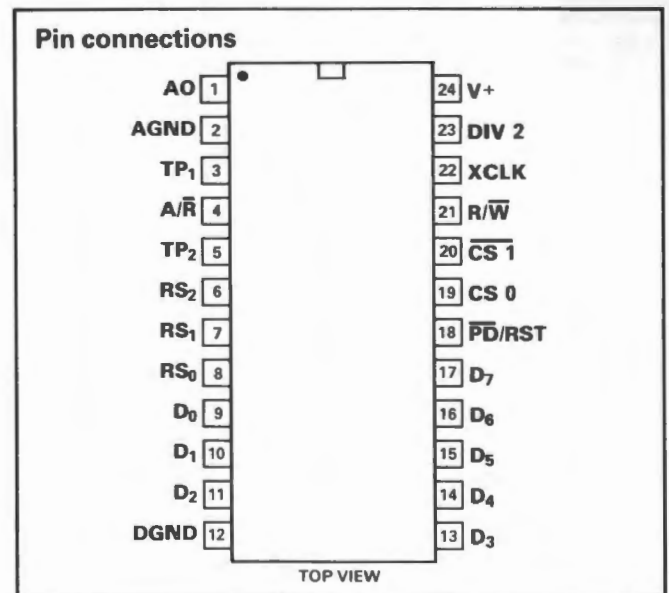 Pin connections
AO 1 24 V+
AGND 2 23 DIV 2
TP₁ 3 22 XCLK
A/R̅ 4 21 R/W̅
TP₂ 5 20 C̅S̅ ̅1̅
RS₂ 6 19 CS 0
RS₁ 7 18 P̅D̅/RST
RS₀ 8 17 D₇
D₀ 9 16 D₆
D₁ 10 15 D₅
D₂ 11 14 D₄
DGND 12 13 D₃
TOP VIEW